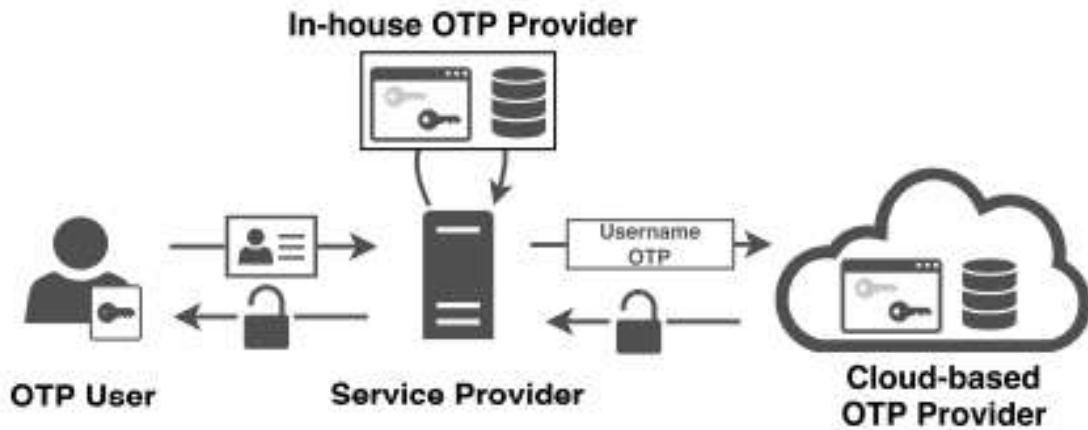 In-house OTP Provider
Username
OTP
OTP User
Service Provider
Cloud-based
OTP Provider